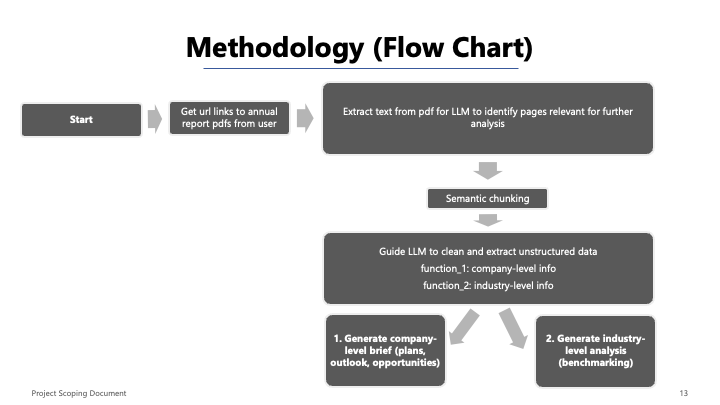 Methodology (Flow Chart)
Start
Get url links to annual
report pdfs from user
Extract text from pdf for LLM to identify pages relevant for further
analysis
Semantic chunking
Guide LLM to clean and extract unstructured data
function_1: company-level info
function_2: industry-level info
1. Generate company-
level brief (plans,
outlook, opportunities)
2. Generate industry-
level analysis
(benchmarking)
Project Scoping Document
13